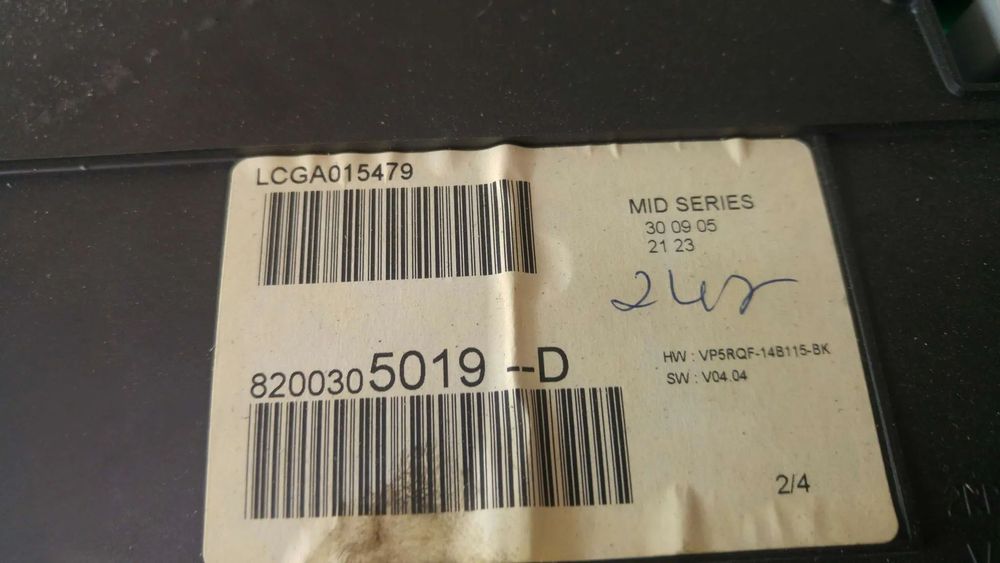 LCGA015479
MID SERIES
30 09 05
21 23
8200305019 --D
HW : VP5RQF-14B115-BK
SW : V04.04
2/4